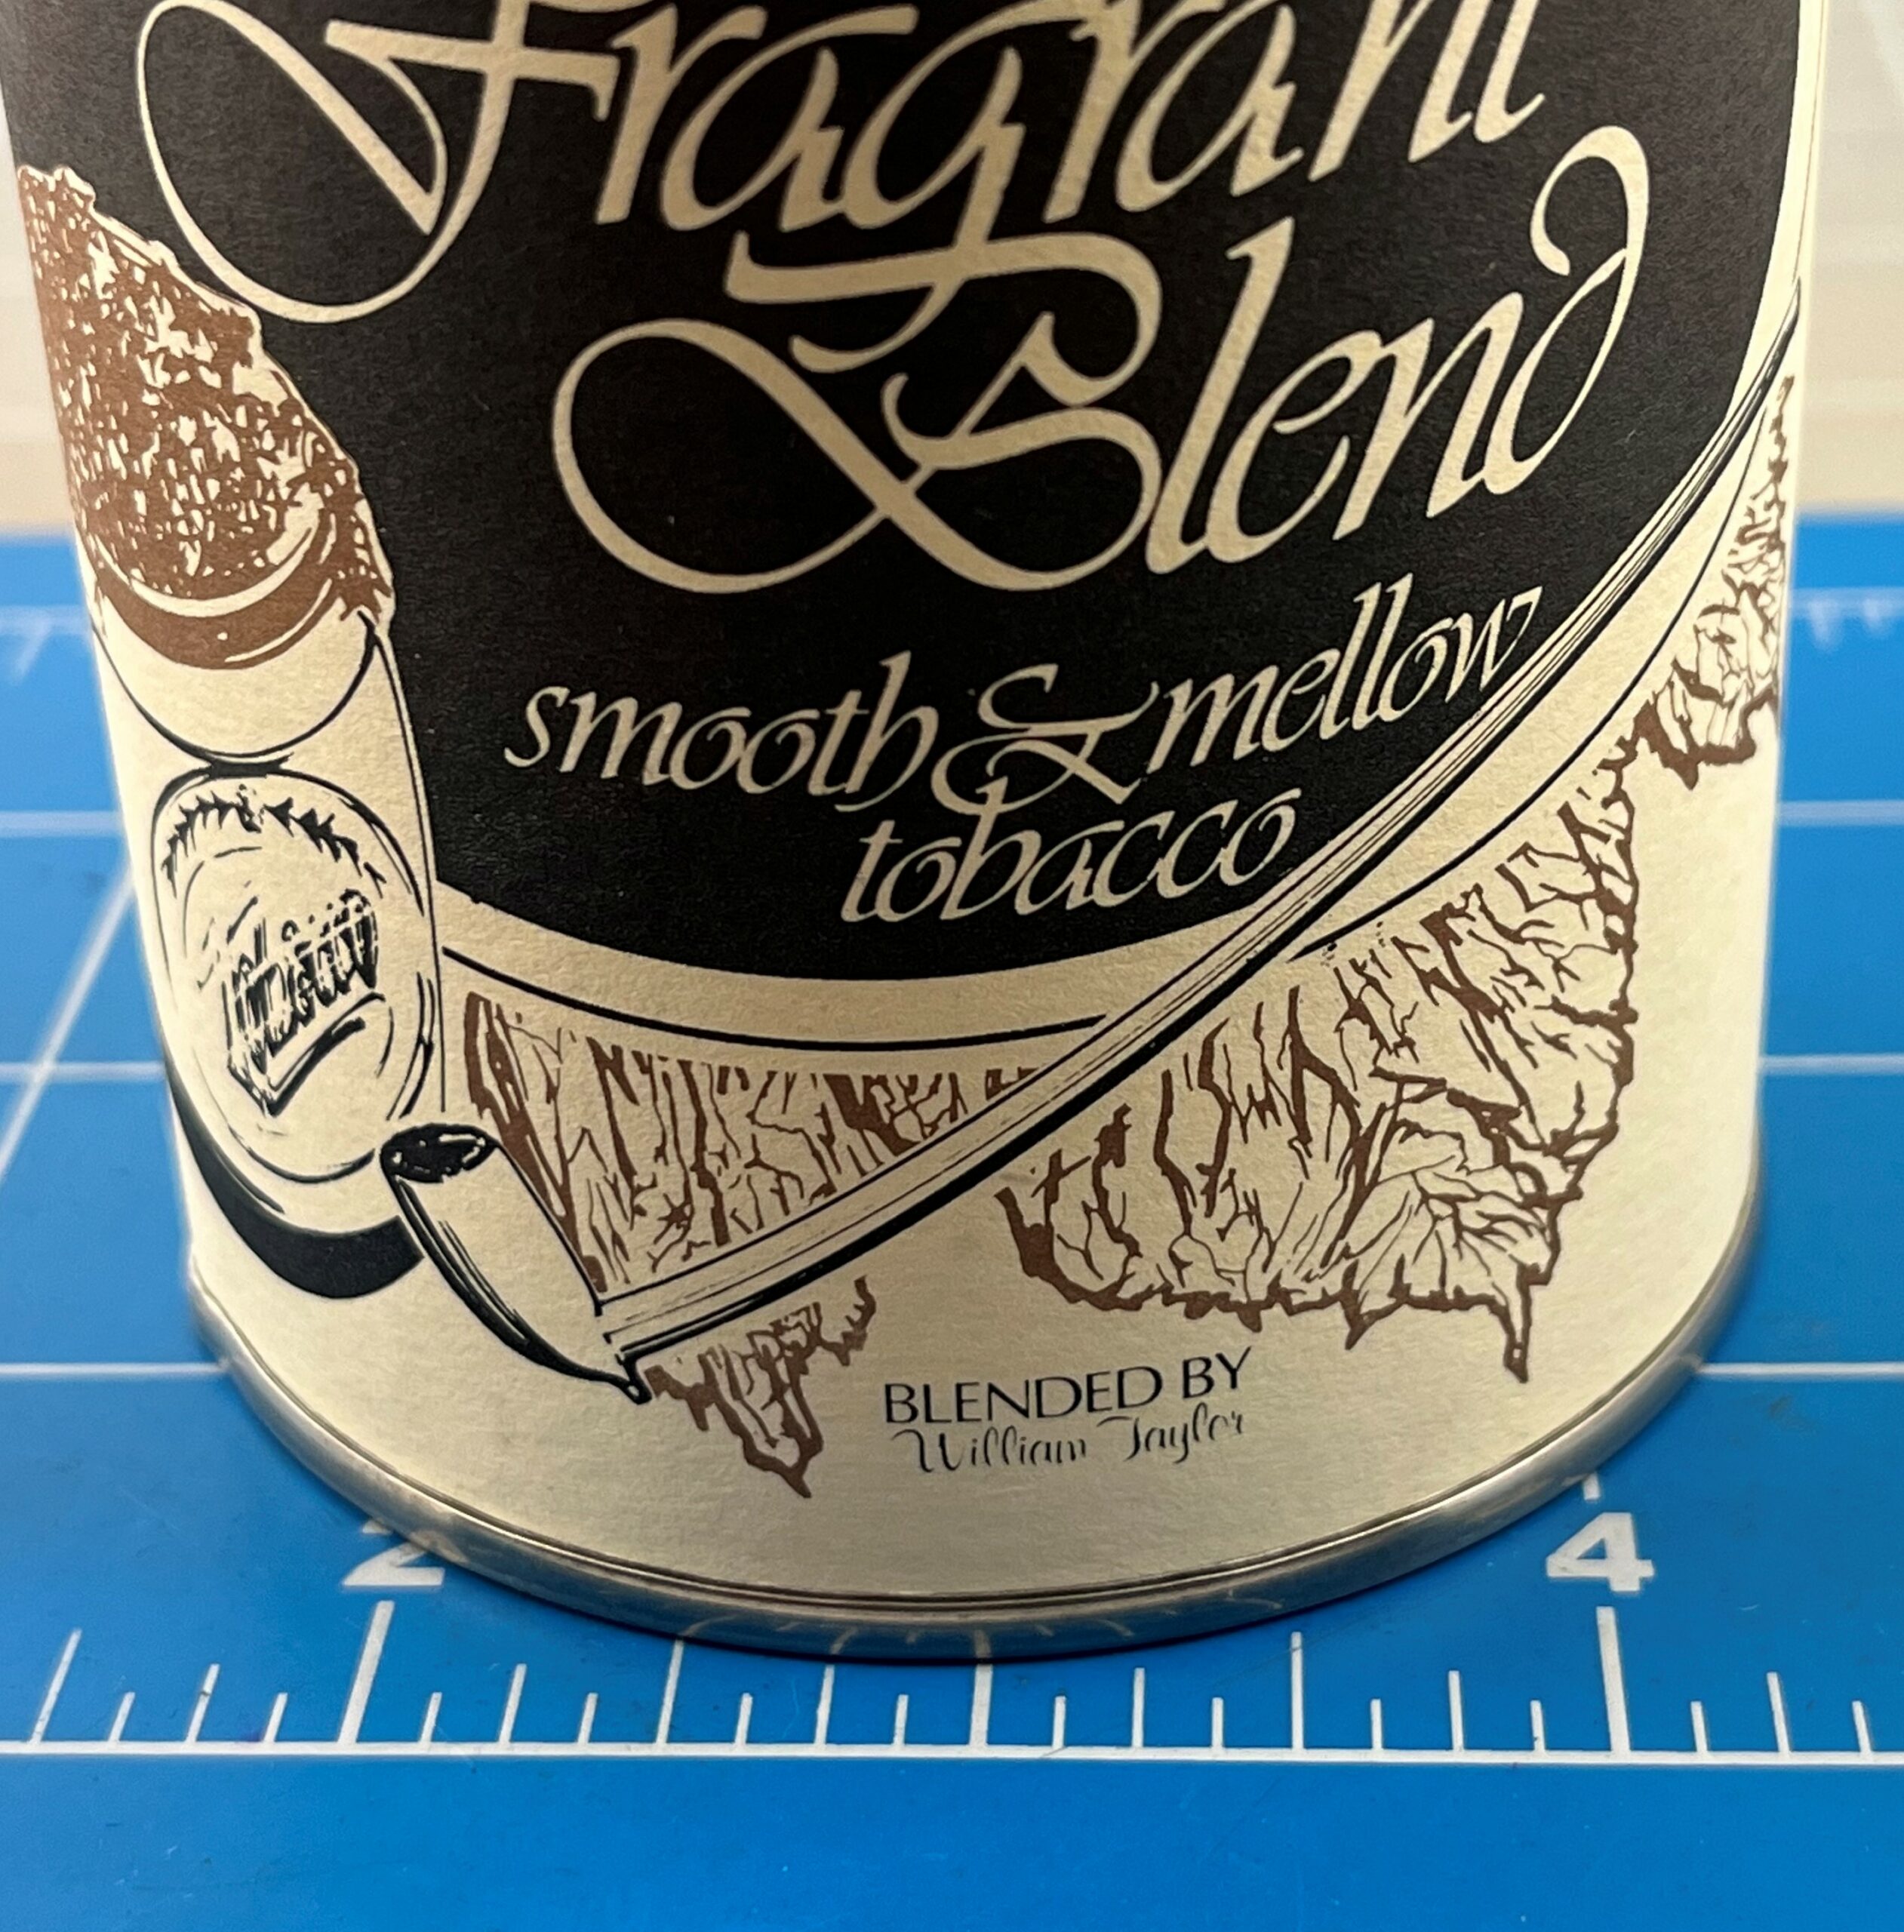 Fragrant
Blend
smooth & mellow
tobacco
BLENDED BY
William Taylor
2
4